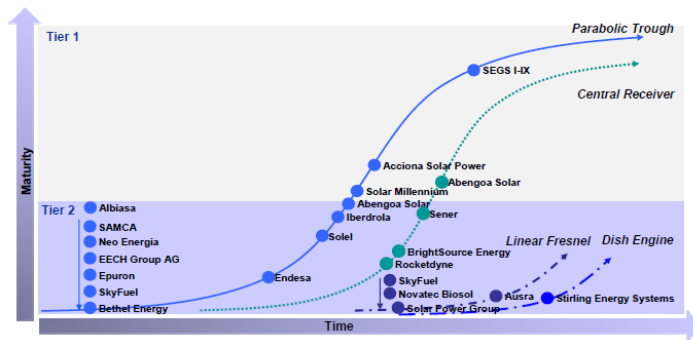 Tier 1
Parabolic Trough
SEGS I-IX
Central Receiver
Acciona Solar Power
Abengoa Solar
Solar Millennium
Tier 2
Albiasa
Abengoa Solar
Iberdrola
Sener
SAMCA
Solel
Neo Energia
Linear Fresnel
Dish Engine
BrightSource Energy
EECH Group AG
Rocketdyne
Epuron
Endesa
SkyFuel
SkyFuel
Novatec Biosol
Ausra
Stirling Energy Systems
Bethel Energy
Solar Power Group
Maturity
Time